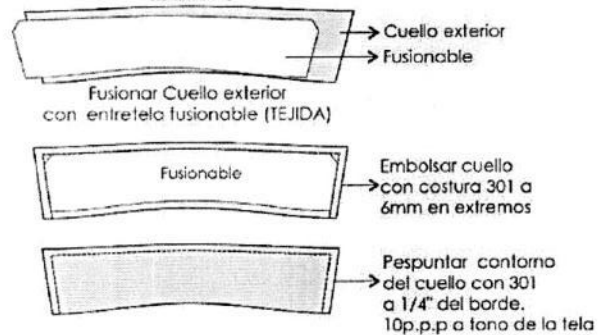 Cuello exterior
Fusionable
Fusionar Cuello exterior
con entretela fusionable (TEJIDA)
Fusionable
Embolsar cuello
con costura 301 a
6mm en extremos
Pespuntar contorno
del cuello con 301
a 1/4" del borde.
10p.p.p a tono de la tela